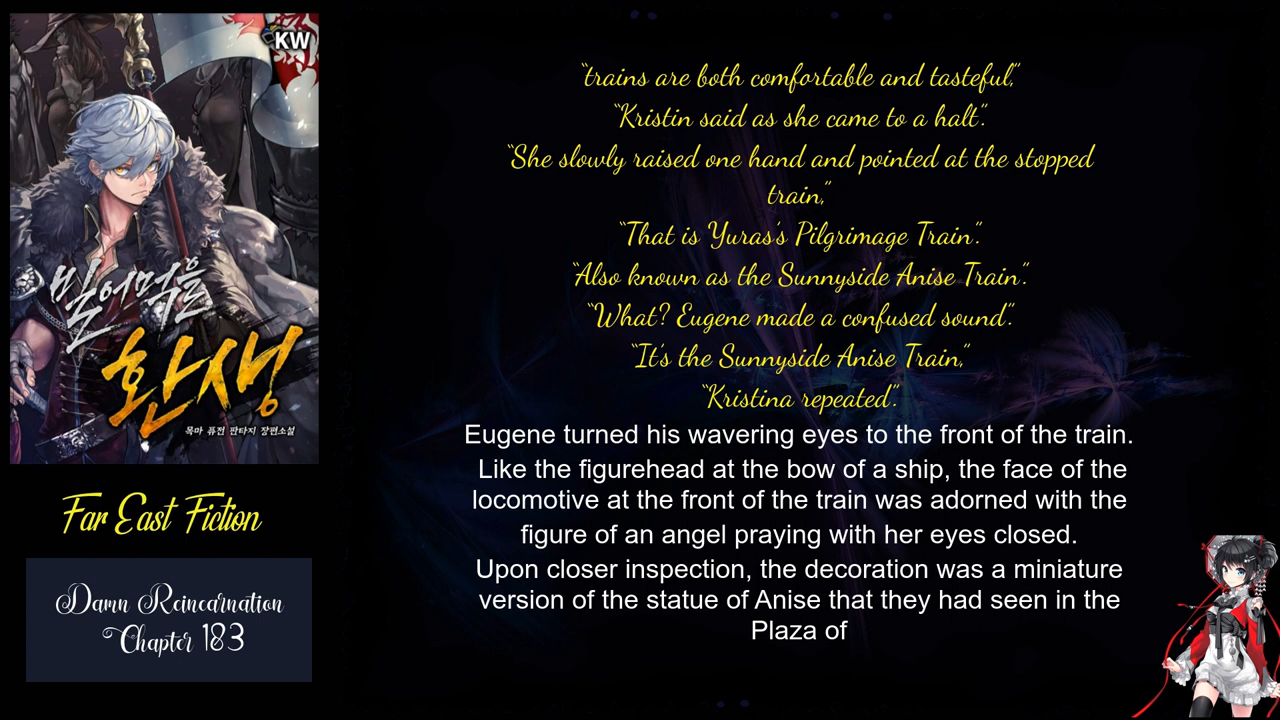 KW
빌어먹을
환생
목마 퓨전 판타지 장편소설
Far East Fiction
Damn Reincarnation
Chapter 183
“trains are both comfortable and tasteful,”
“Kristin said as she came to a halt”.
“She slowly raised one hand and pointed at the stopped
train,”
“That is Yuras’s Pilgrimage Train”.
“Also known as the Sunnyside Anise Train”.
“What? Eugene made a confused sound”.
“It’s the Sunnyside Anise Train,”
“Kristina repeated”.
Eugene turned his wavering eyes to the front of the train.
Like the figurehead at the bow of a ship, the face of the
locomotive at the front of the train was adorned with the
figure of an angel praying with her eyes closed.
Upon closer inspection, the decoration was a miniature
version of the statue of Anise that they had seen in the
Plaza of